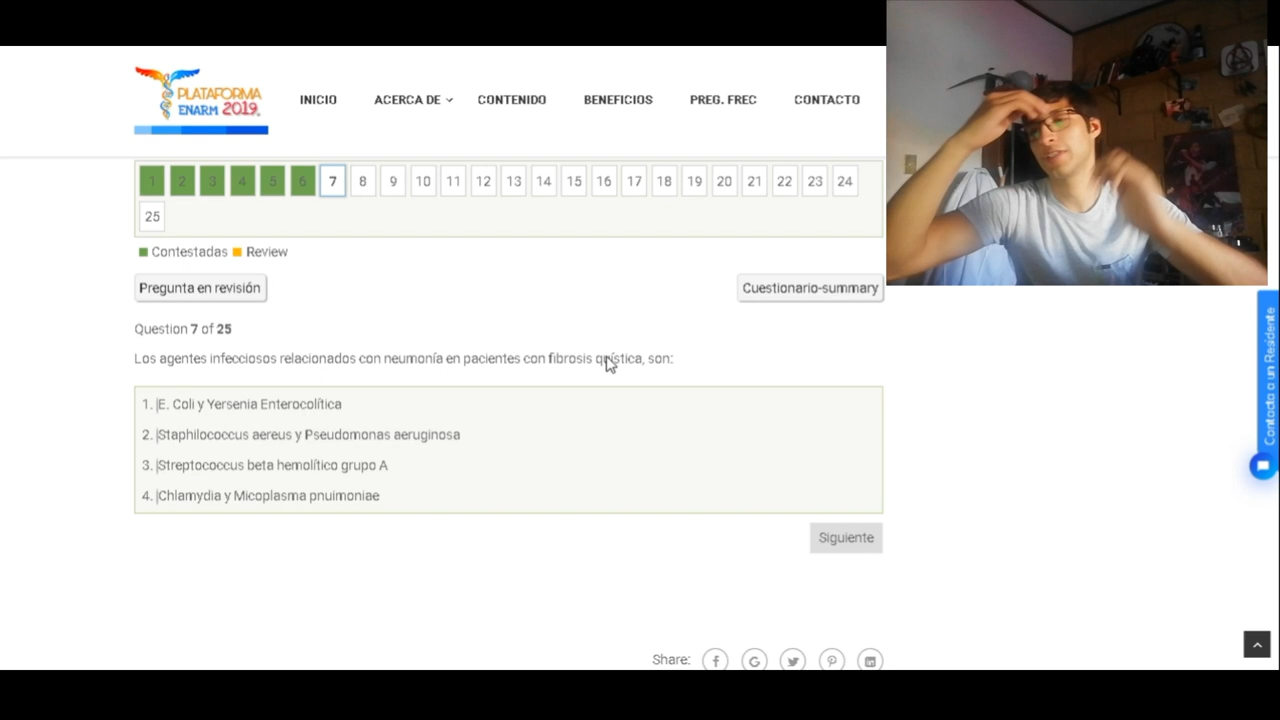 PLATAFORMA
ENARM 2019
INICIO
ACERCA DE
CONTENIDO
BENEFICIOS
PREG. FREC
CONTACTO
1 2 3 4 5 6 7 8 9 10 11 12 13 14 15 16 17 18 19 20 21 22 23 24
25
Contestadas Review
Pregunta en revisión
Cuestionario-summary
Question 7 of 25
Los agentes infecciosos relacionados con neumonía en pacientes con fibrosis quística, son:
1. E. Coli y Yersenia Enterocolítica
2. Staphilococcus aereus y Pseudomonas aeruginosa
3. Streptococcus beta hemolítico grupo A
4. Chlamydia y Micoplasma pnuimoniae
Siguiente
Share:
Contacto a un Residente